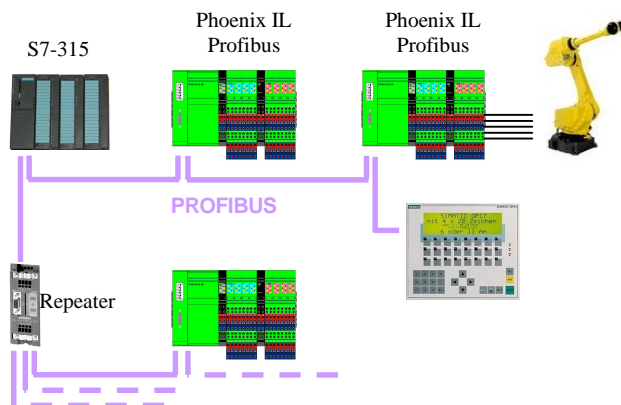 Phoenix IL
Profibus
Phoenix IL
Profibus
S7-315
PROFIBUS
SIMATIC OP17
mit 4 x 20 Zeichen
6 oder 11 mm
Repeater